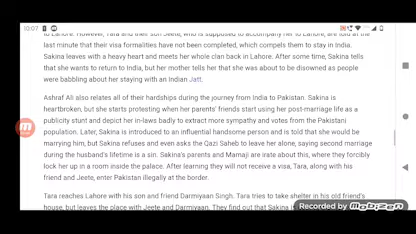 10:07
to Lahore. However, Tara and their son Jeete, who is supposed to accompany her to Lahore, are told at the
last minute that their visa formalities have not been completed, which compels them to stay in India.
Sakina leaves with a heavy heart and meets her whole clan back in Lahore. After some time, Sakina tells
that she wants to return to India, but her mother tells her that she was about to be disowned as people
were babbling about her staying with an Indian Jatt.
Ashraf Ali also relates all of their hardships during the journey from India to Pakistan. Sakina is
heartbroken, but she starts protesting when her parents' friends start using her post-marriage life as a
publicity stunt and depict her in-laws badly to extract more sympathy and votes from the Pakistani
population. Later, Sakina is introduced to an influential handsome person and is told that she would be
marrying him, but Sakina refuses and even asks the Qazi Saheb to leave her alone, saying second marriage
during the husband's lifetime is a sin. Sakina's parents and Mamaji are irate about this, where they forcibly
lock her up in a room inside the palace. After learning they will not receive a visa, Tara, along with his
friend and Jeete, enter Pakistan illegally at the border.
Tara reaches Lahore with his son and friend Darmiyaan Singh. Tara tries to take shelter in his old friend's
house, but leaves the place with Jeete and Darmiyaan. They find out that Sakina
Recorded by Mobizen